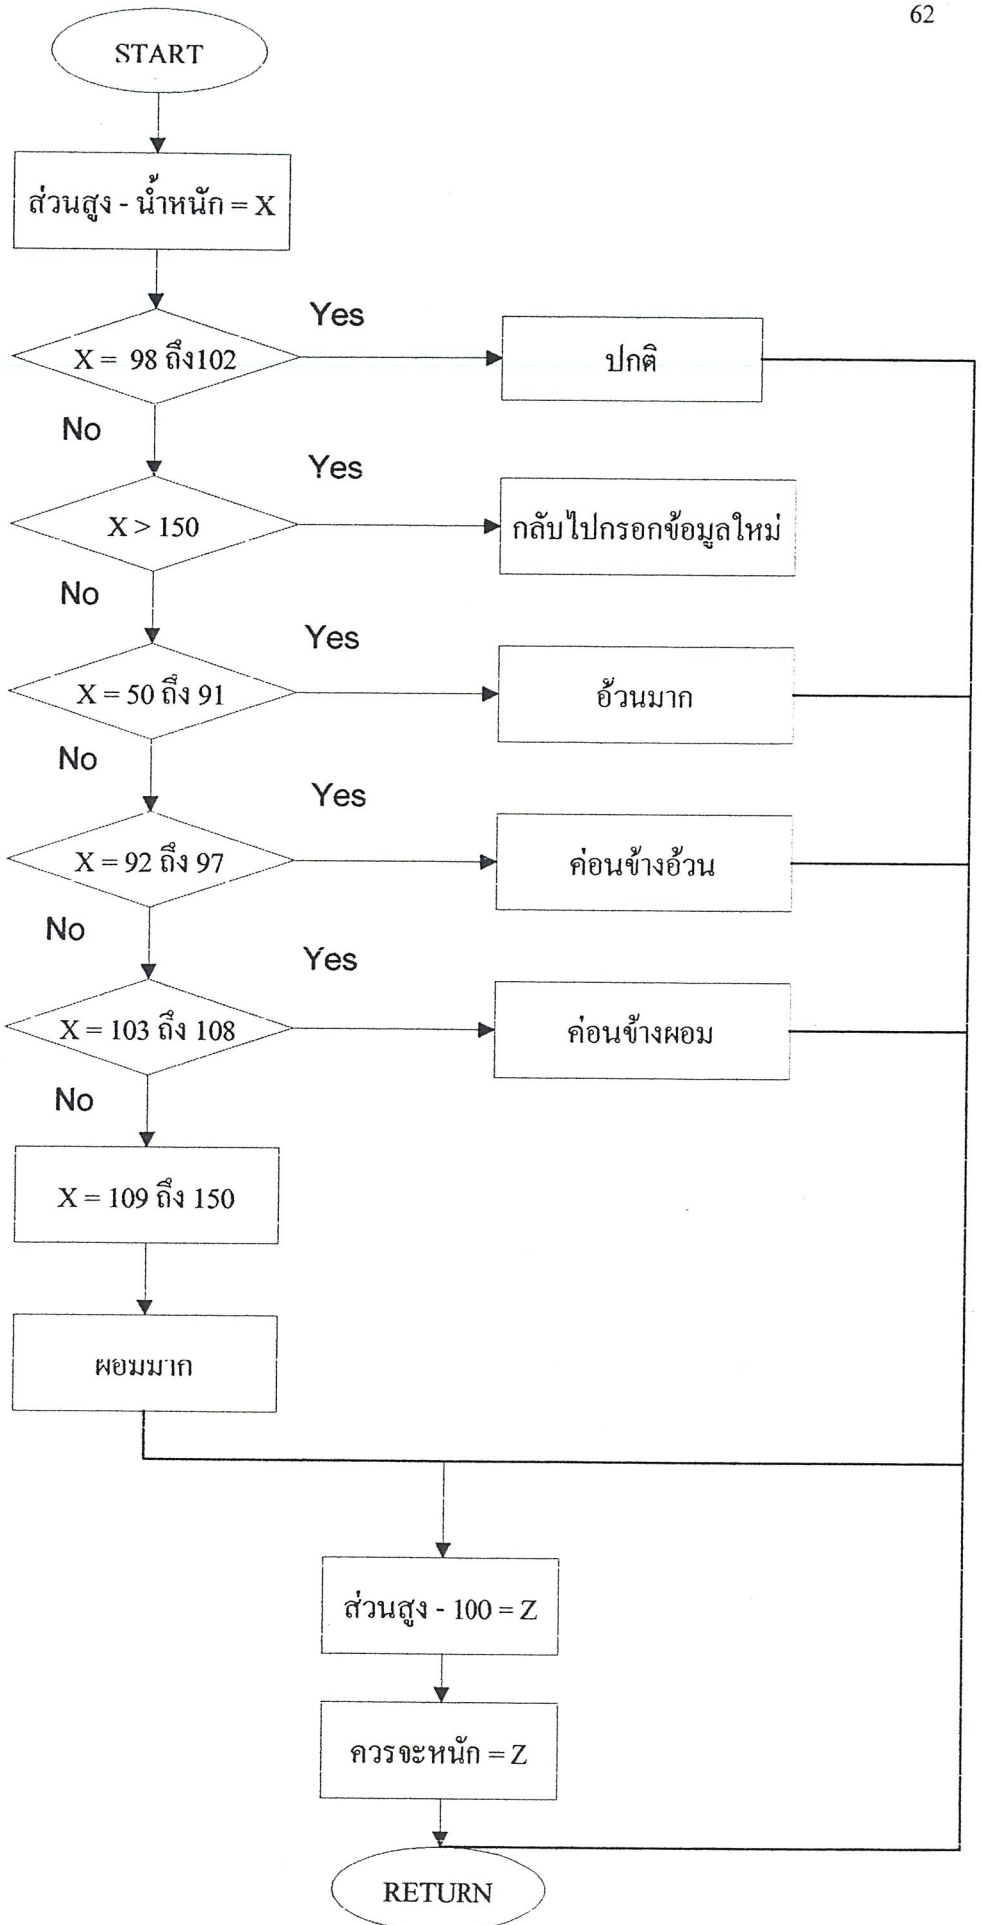 62
START
ส่วนสูง - น้ำหนัก = X
Yes
X = 98 ถึง102
ปกติ
No
Yes
X > 150
กลับไปกรอกข้อมูลใหม่
No
Yes
X = 50 ถึง 91
อ้วนมาก
No
Yes
X = 92 ถึง 97
ค่อนข้างอ้วน
No
Yes
X = 103 ถึง 108
ค่อนข้างผอม
No
X = 109 ถึง 150
ผอมมาก
ส่วนสูง - 100 = Z
ควรจะหนัก = Z
RETURN